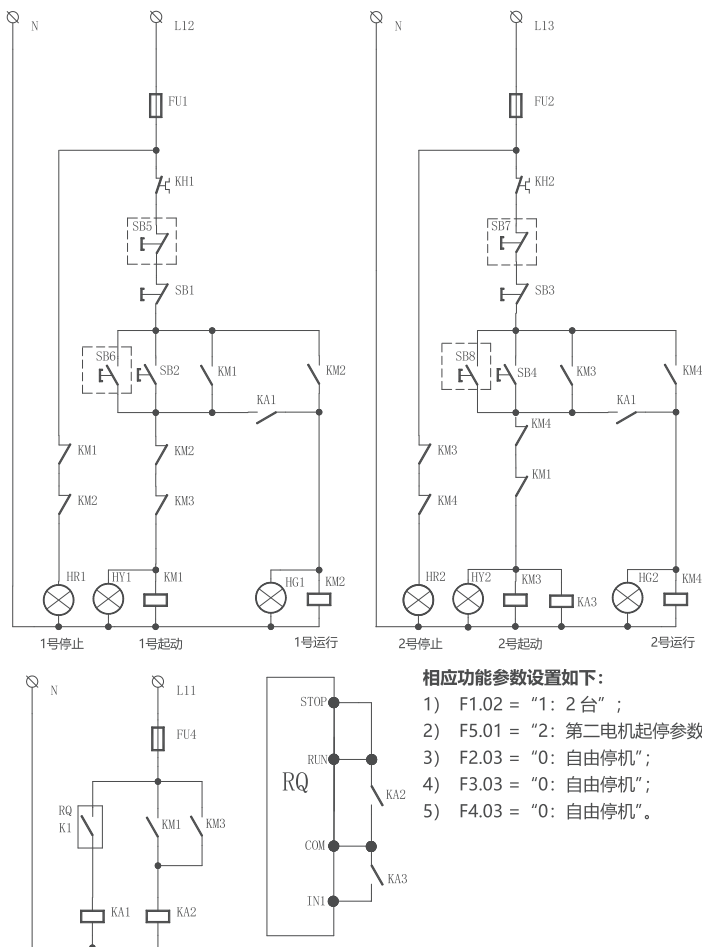 N L12 N L13
FU1 FU2
KH1 KH2
SB5 SB7
SB1 SB3
SB6 SB2 KM1 KM2 SB8 SB4 KM3 KM4
KA1 KA1
KM4
KM1 KM2 KM3
KM1
KM2 KM3 KM4
HR1 HY1 KM1 HG1 KM2 HR2 HY2 KM3 KA3 HG2 KM4
1号停止 1号起动 1号运行 2号停止 2号起动 2号运行
N L11
FU4
RQ
K1 KM1 KM3
KA1 KA2
STOP
RUN
RQ
KA2
COM
KA3
IN1
相应功能参数设置如下：
1） F1.02 = “1：2 台”；
2） F5.01 = “2：第二电机起停参数
3） F2.03 = “0：自由停机”；
4） F3.03 = “0：自由停机”；
5） F4.03 = “0：自由停机”。